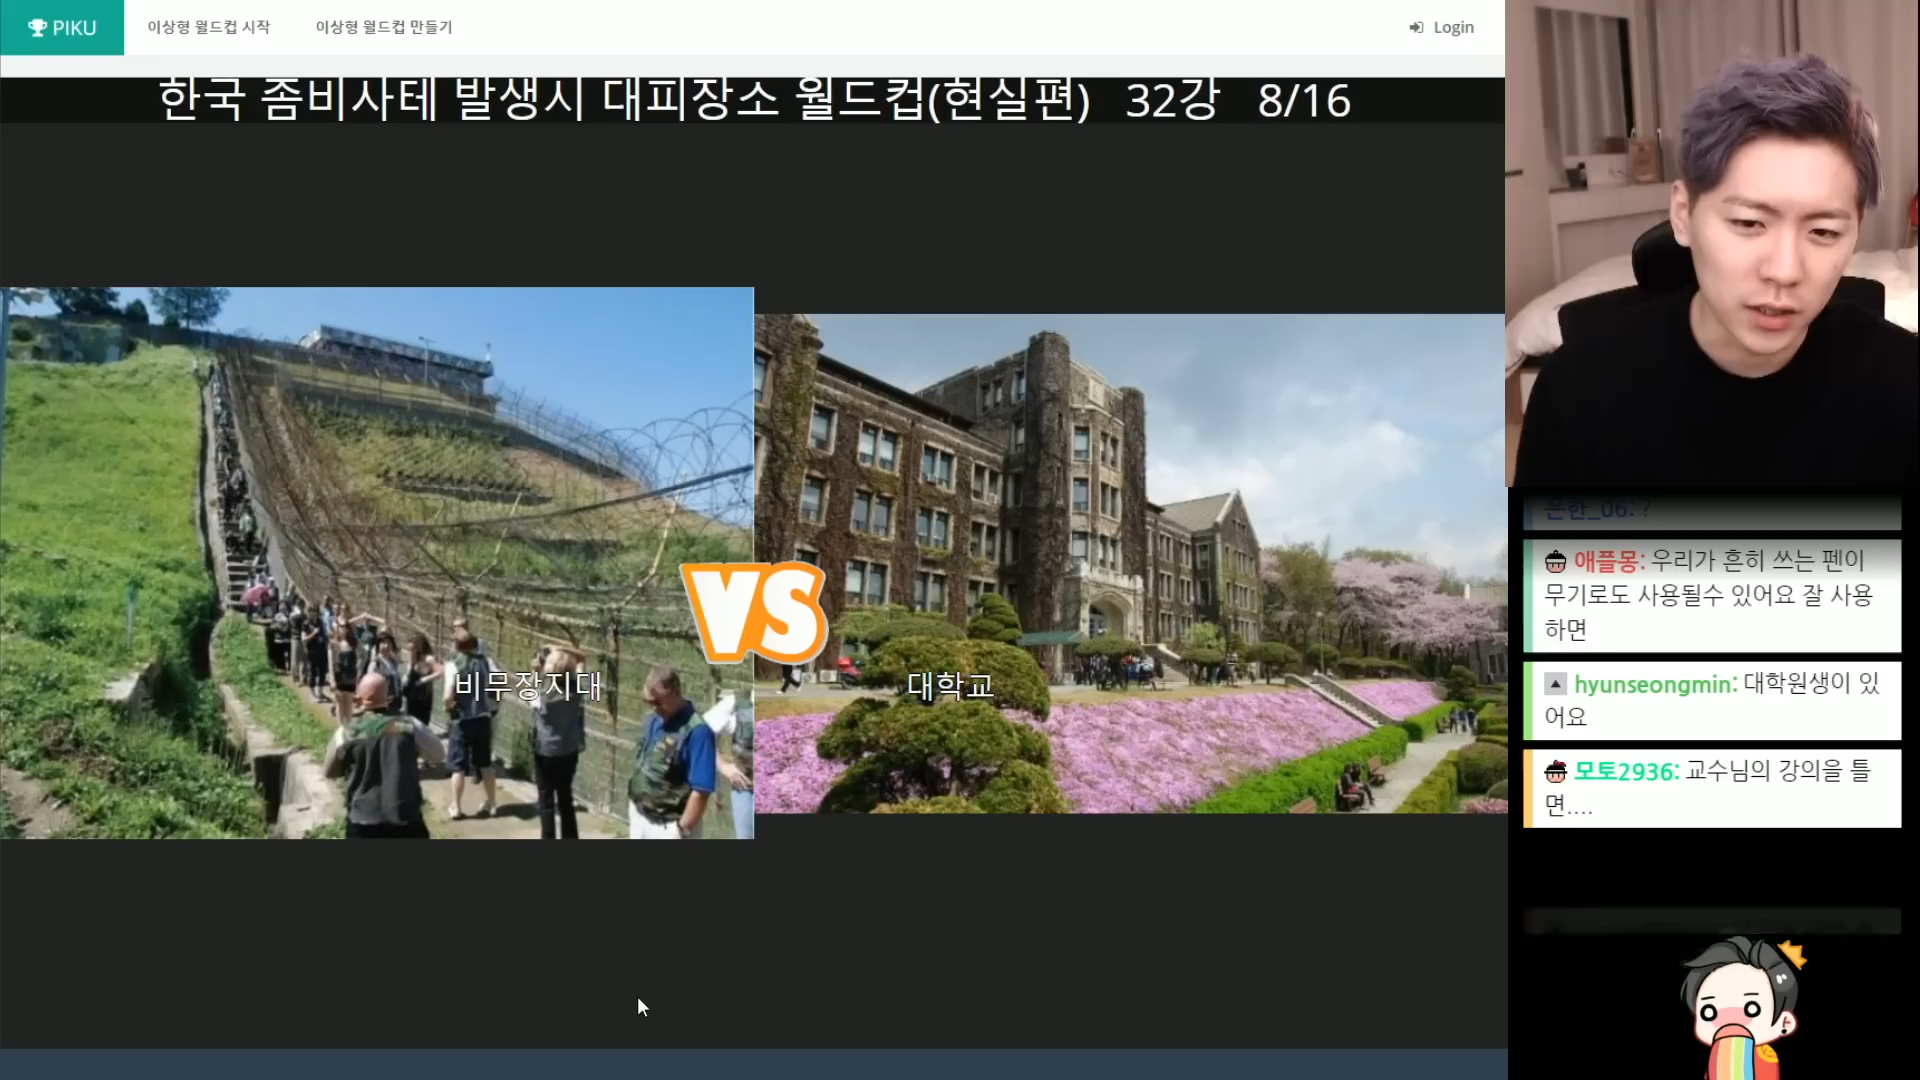 PIKU
이상형 월드컵 시작
이상형 월드컵 만들기
Login
한국 좀비사태 발생시 대피장소 월드컵(현실편) 32강 8/16
비무장지대
VS
대학교
은한_06: ?
애플몽: 우리가 흔히 쓰는 펜이
무기로도 사용될수 있어요 잘 사용
하면
hyunseongmin: 대학원생이 있
어요
모토2936: 교수님의 강의을 틀
면....